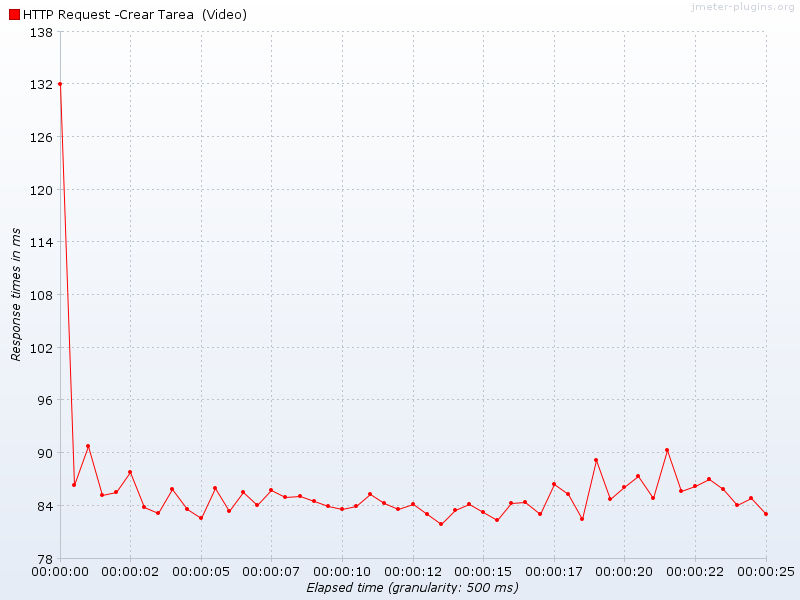 jmeter-plugins.org
HTTP Request -Crear Tarea  (Video)
138
132
126
120
114
108
102
96
90
84
78
Response times in ms
00:00:00 00:00:02 00:00:05 00:00:07 00:00:10 00:00:12 00:00:15 00:00:17 00:00:20 00:00:22 00:00:25
Elapsed time (granularity: 500 ms)